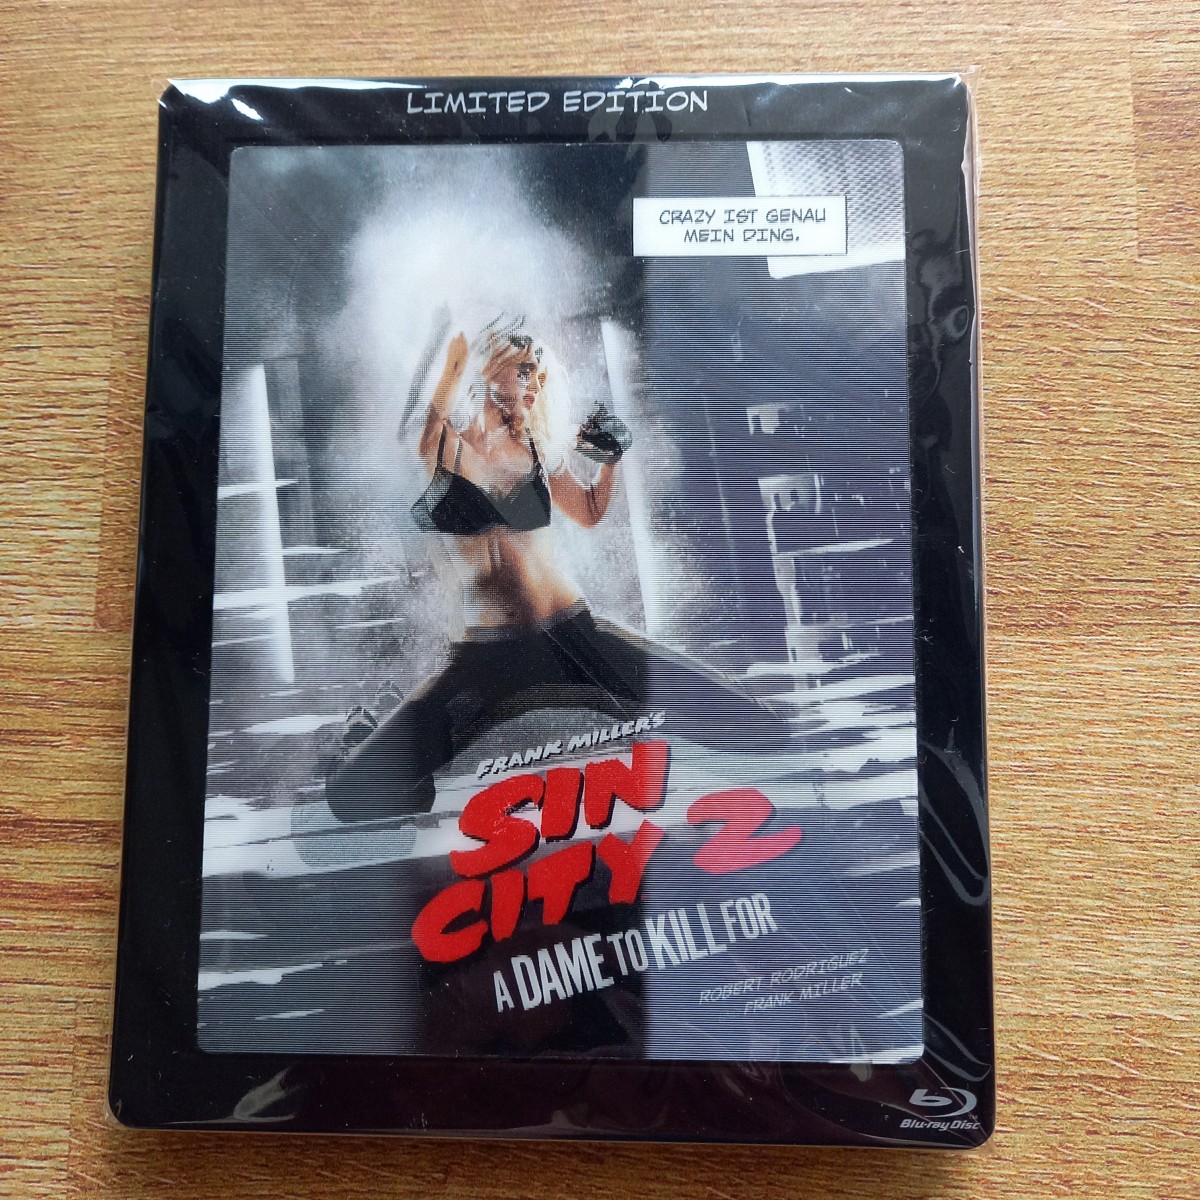 LIMITED EDITION
CRAZY IST GENAU
MEIN DING.
FRANK MILLER'S
SIN
CITY 2
A DAME TO KILL FOR
ROBERT RODRIGUEZ
FRANK MILLER
Blu-ray Disc